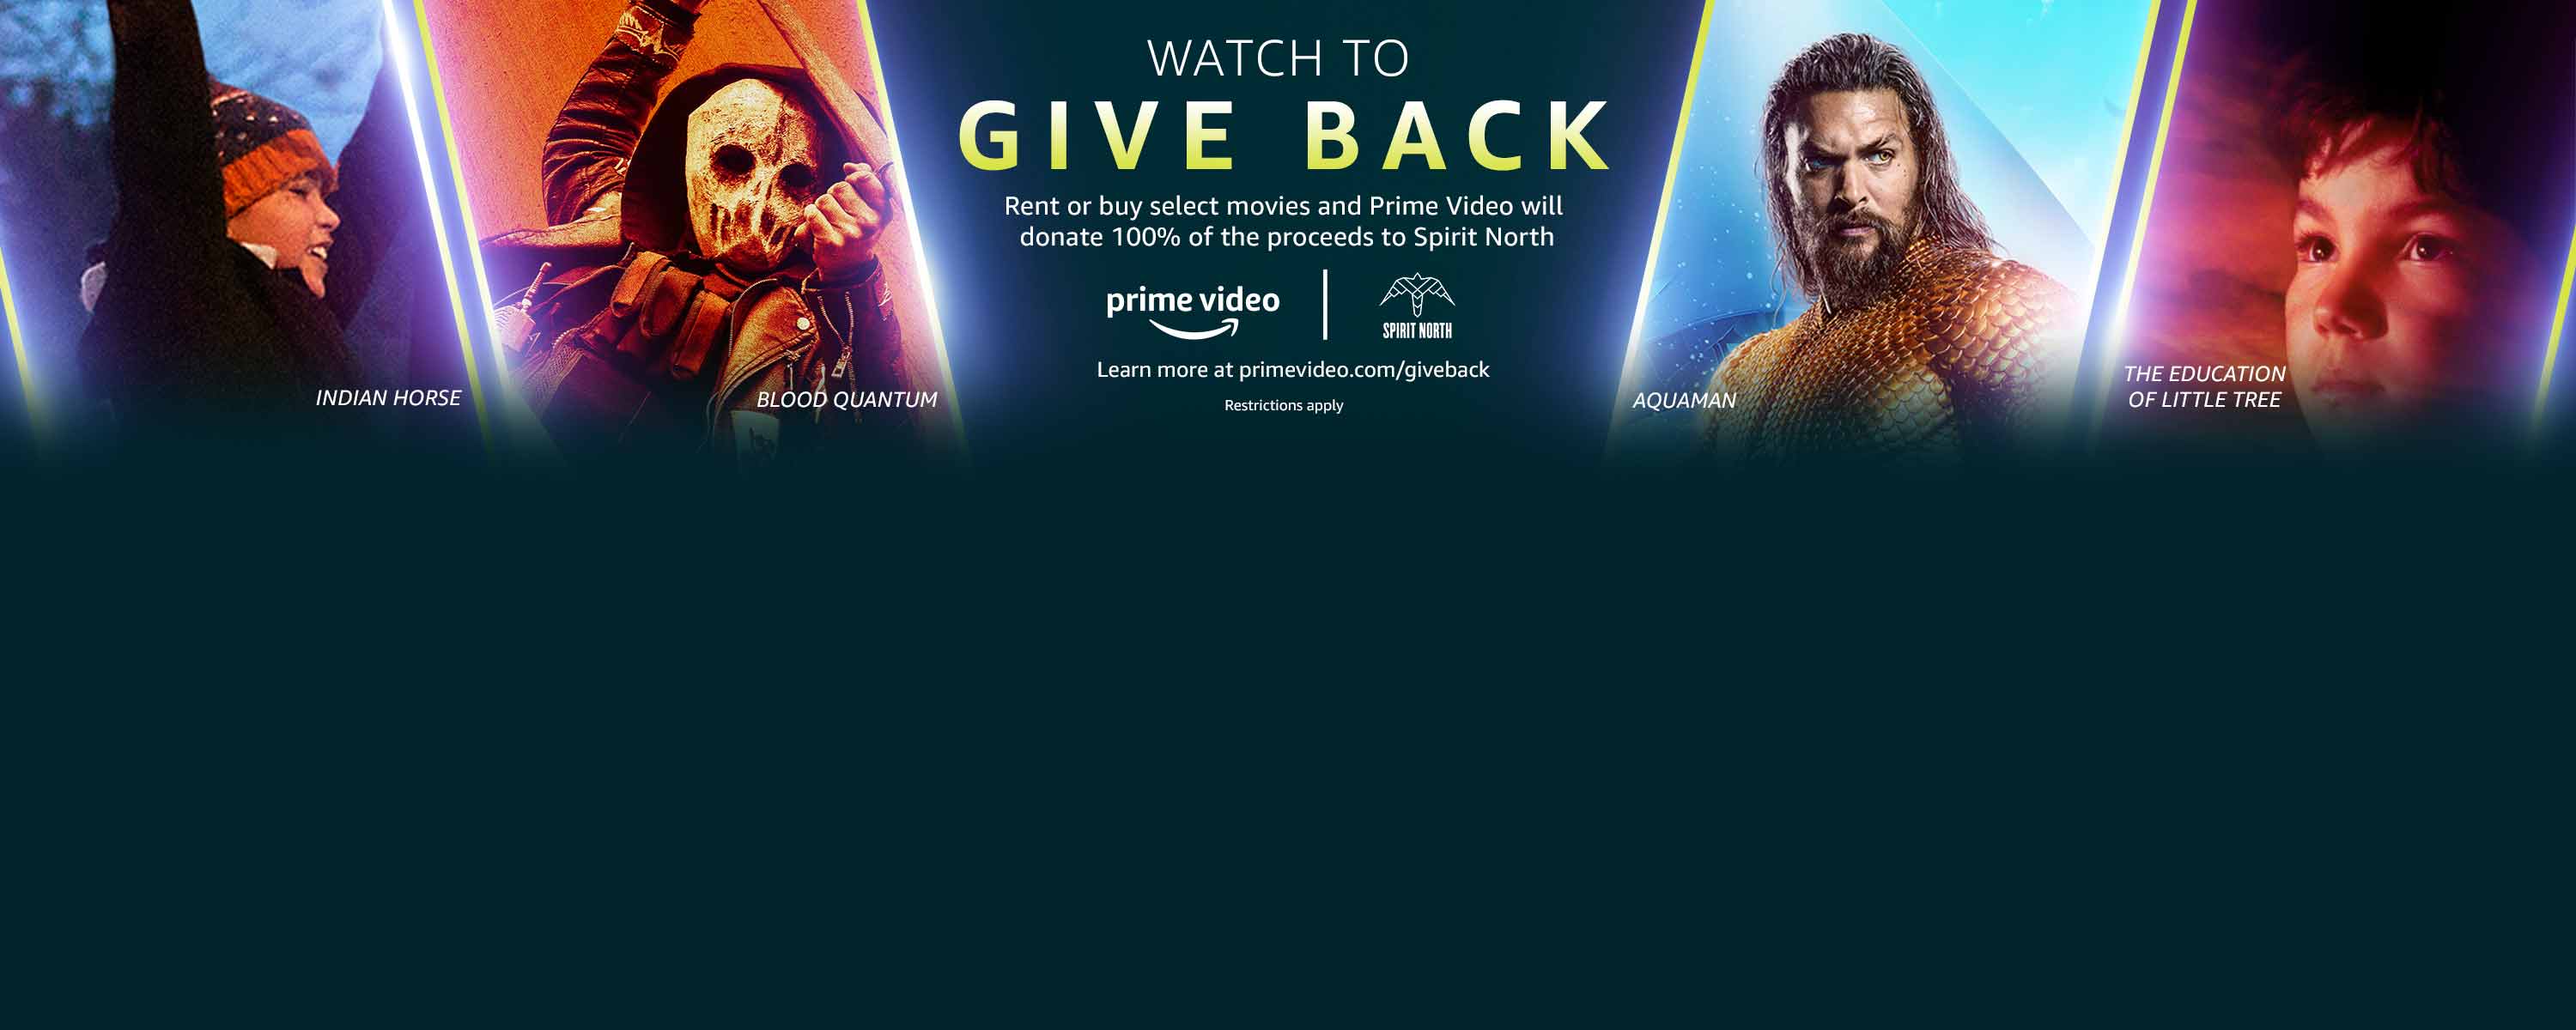 WATCH TO
GIVE BACK
Rent or buy select movies and Prime Video will
donate 100% of the proceeds to Spirit North
prime video
SPIRIT NORTH
Learn more at primevideo.com/giveback
Restrictions apply
INDIAN HORSE
BLOOD QUANTUM
AQUAMAN
THE EDUCATION
OF LITTLE TREE